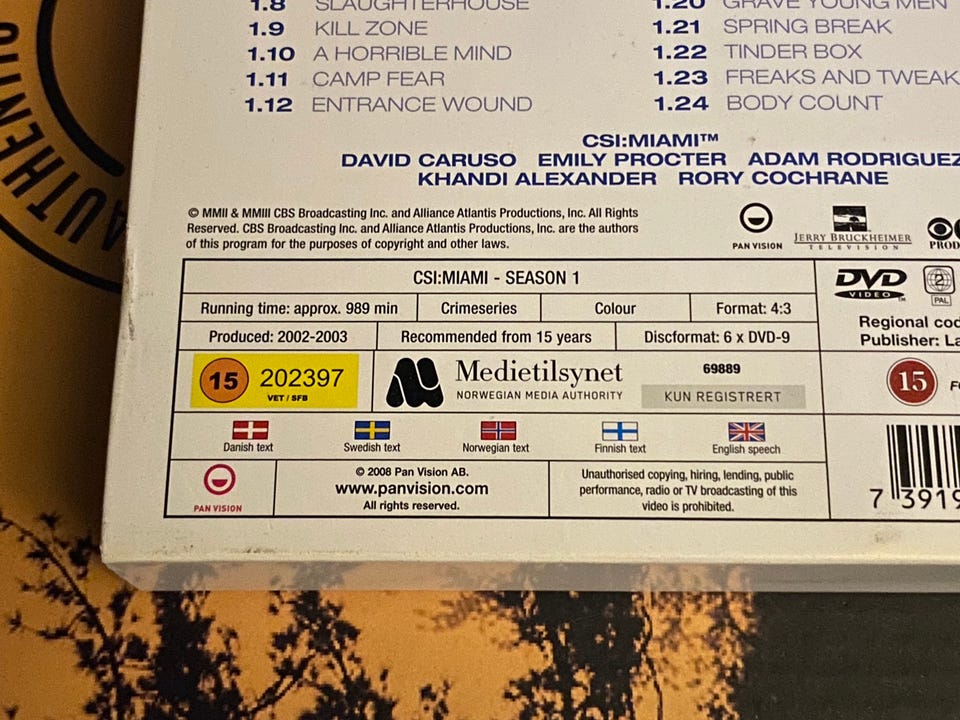 AUTHENTIC
1.8 SLAUGHTERHOUSE
1.9 KILL ZONE
1.10 A HORRIBLE MIND
1.11 CAMP FEAR
1.12 ENTRANCE WOUND
1.20 GRAVE YOUNG MEN
1.21 SPRING BREAK
1.22 TINDER BOX
1.23 FREAKS AND TWEAK
1.24 BODY COUNT
CSI:MIAMI™
DAVID CARUSO EMILY PROCTER ADAM RODRIGUEZ
KHANDI ALEXANDER RORY COCHRANE
© MMII & MMIII CBS Broadcasting Inc. and Alliance Atlantis Productions, Inc. All Rights
Reserved. CBS Broadcasting Inc. and Alliance Atlantis Productions, Inc. are the authors
of this program for the purposes of copyright and other laws.
PAN VISION
JERRY BRUCKHEIMER
TELEVISION
PROD
CSI:MIAMI - SEASON 1
Running time: approx. 989 min Crimeseries Colour Format: 4:3
Produced: 2002-2003 Recommended from 15 years Discformat: 6 x DVD-9
15 202397
VET / SFB
Medietilsynet
NORWEGIAN MEDIA AUTHORITY
69889
KUN REGISTRERT
Danish text Swedish text Norwegian text Finnish text English speech
PAN VISION
© 2008 Pan Vision AB.
www.panvision.com
All rights reserved.
Unauthorised copying, hiring, lending, public
performance, radio or TV broadcasting of this
video is prohibited.
DVD
VIDEO™
2
PAL
Regional cod
Publisher: La
15
7 3919